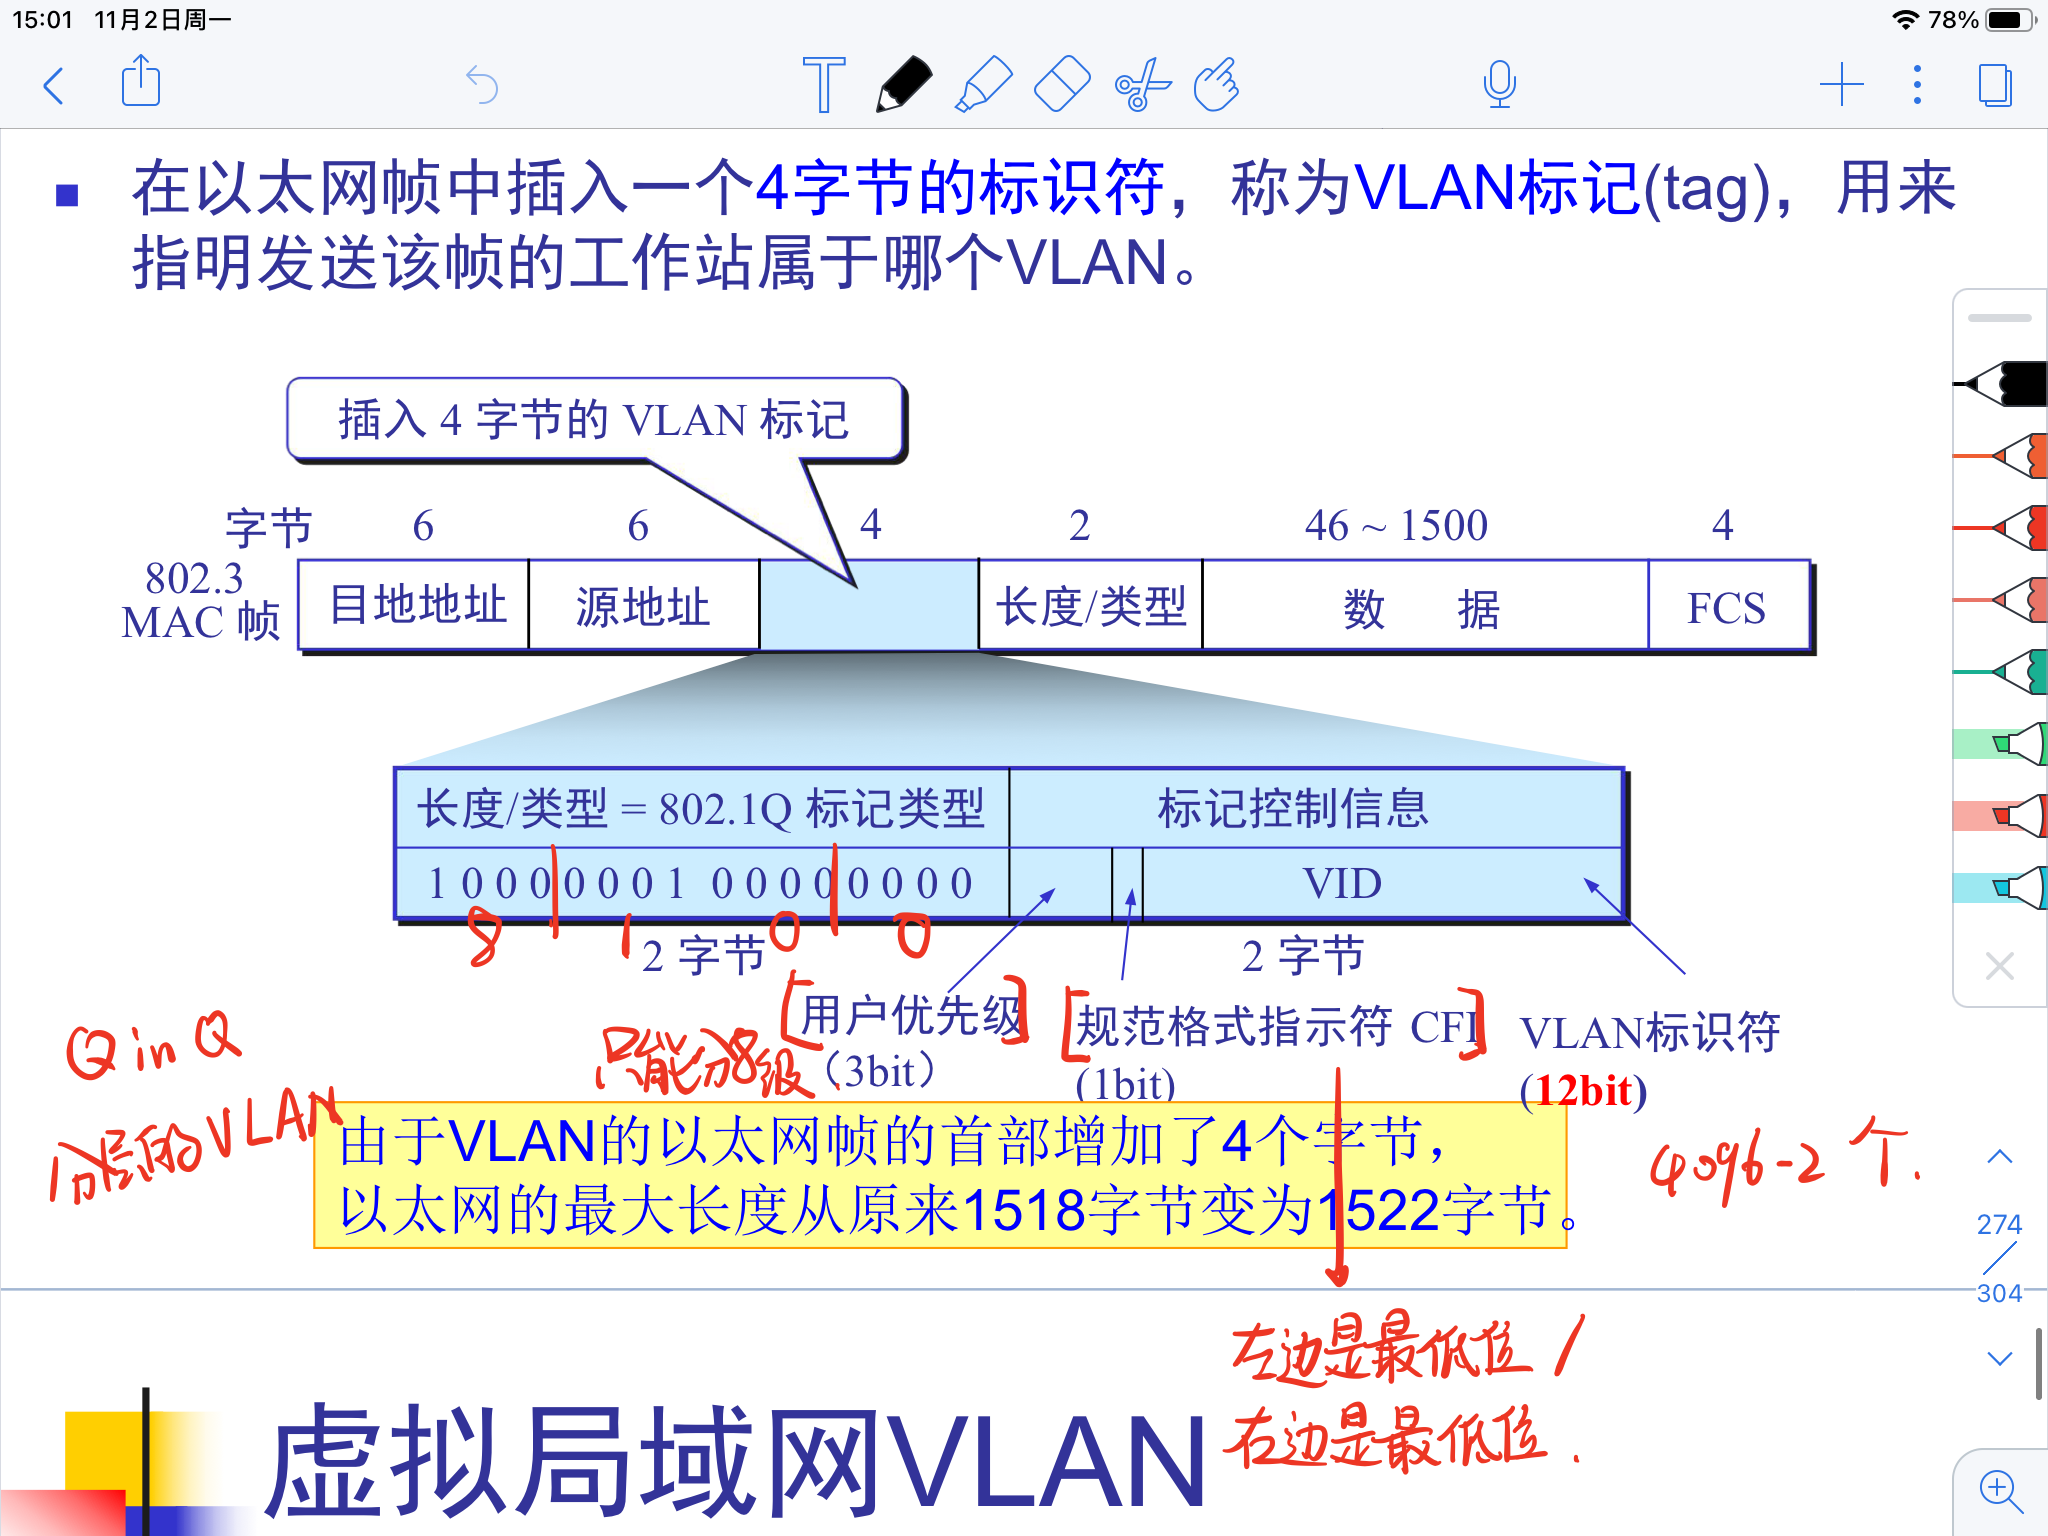 15:01 11月2日周一
78%
在以太网帧中插入一个4字节的标识符，称为VLAN标记(tag)，用来
指明发送该帧的工作站属于哪个VLAN。
插入 4 字节的 VLAN 标记
字节 6 6 4 2 46 ~ 1500 4
802.3
MAC 帧
目地地址 源地址 长度/类型 数 据 FCS
长度/类型 = 802.1Q 标记类型 标记控制信息
1 0 0 0 0 0 0 1 0 0 0 0 0 0 0 0 VID
8 1 0 0
2 字节 2 字节
[用户优先级] [规范格式指示符 CFI] VLAN标识符
（3bit） (1bit) (12bit)
只能分8级
Q in Q
分层的VLAN
4096-2个.
由于VLAN的以太网帧的首部增加了4个字节，
以太网的最大长度从原来1518字节变为1522字节。
274
304
左边是最低位/
右边是最低位.
虚拟局域网VLAN